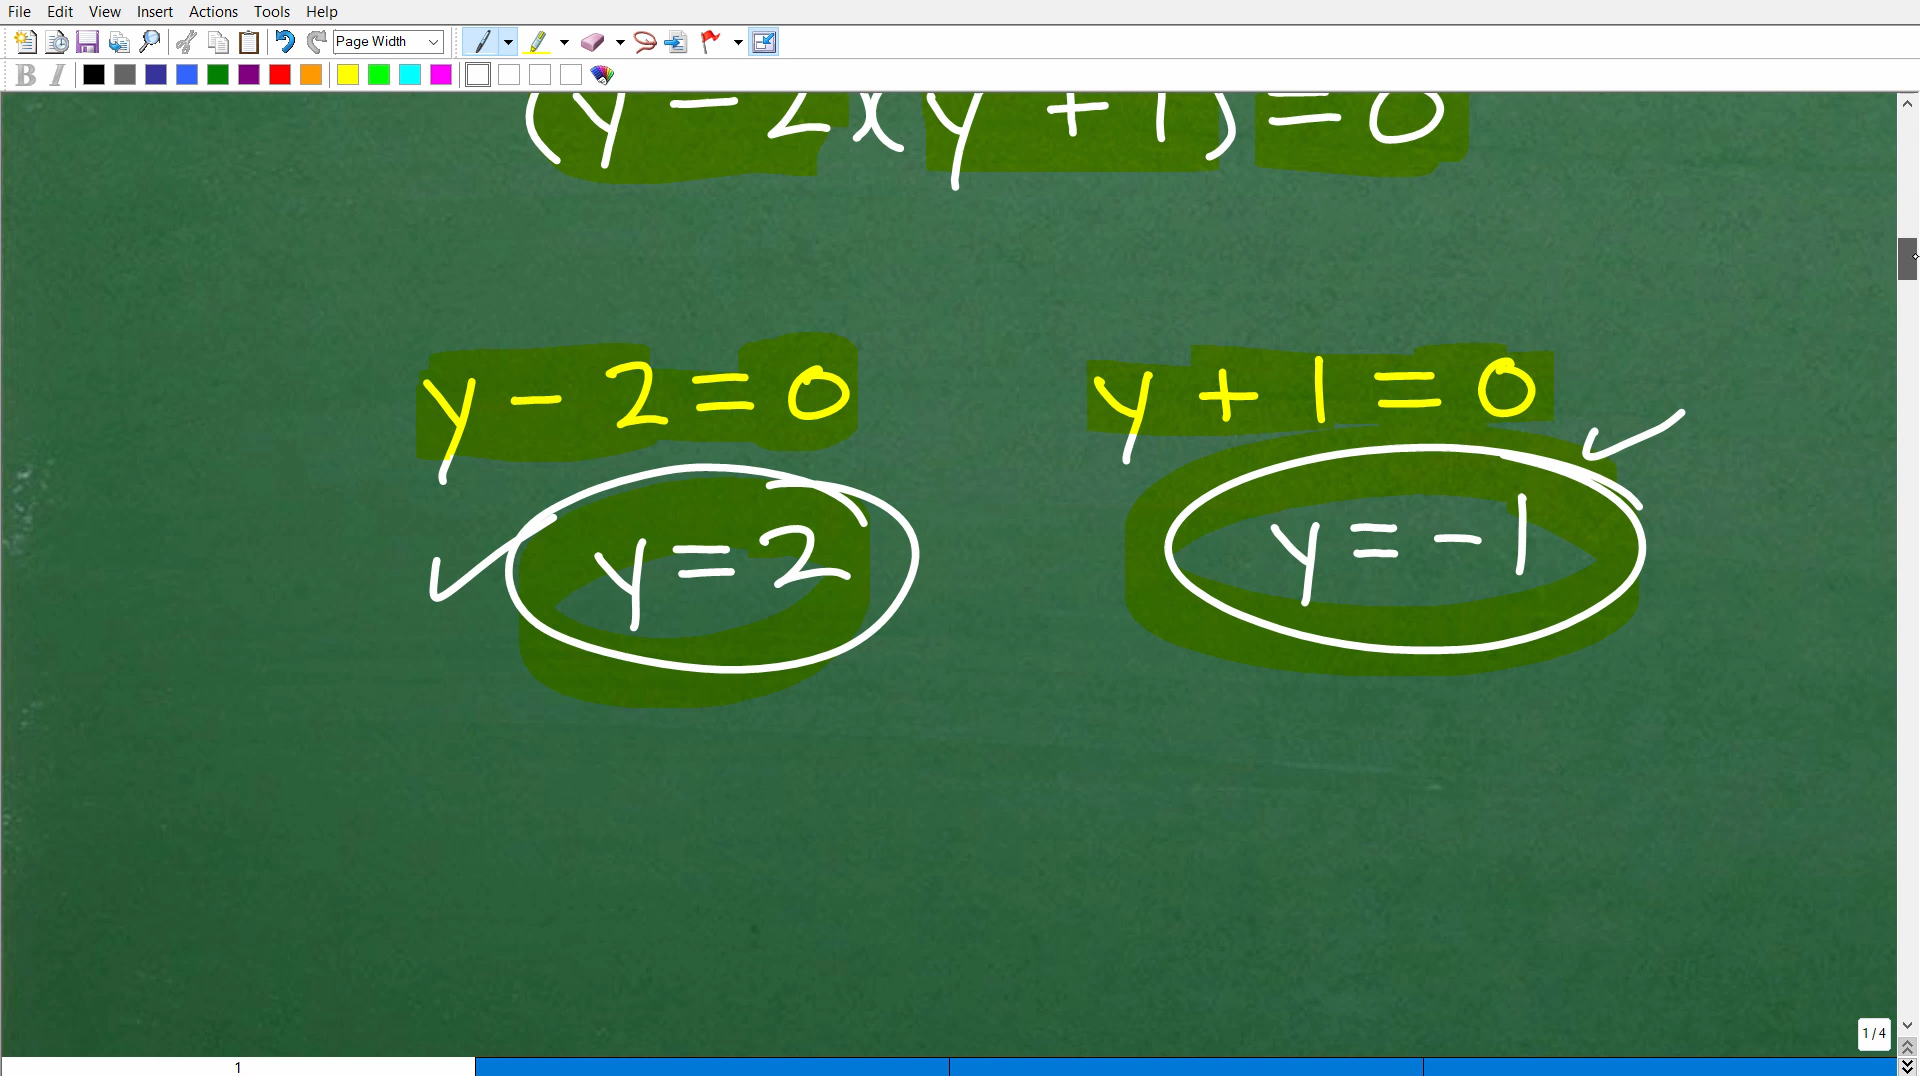 File Edit View Insert Actions Tools Help
Page Width
B I
(y - 2)(y + 1) = 0
y - 2 = 0 y + 1 = 0
y = 2 y = -1
1 / 4
1